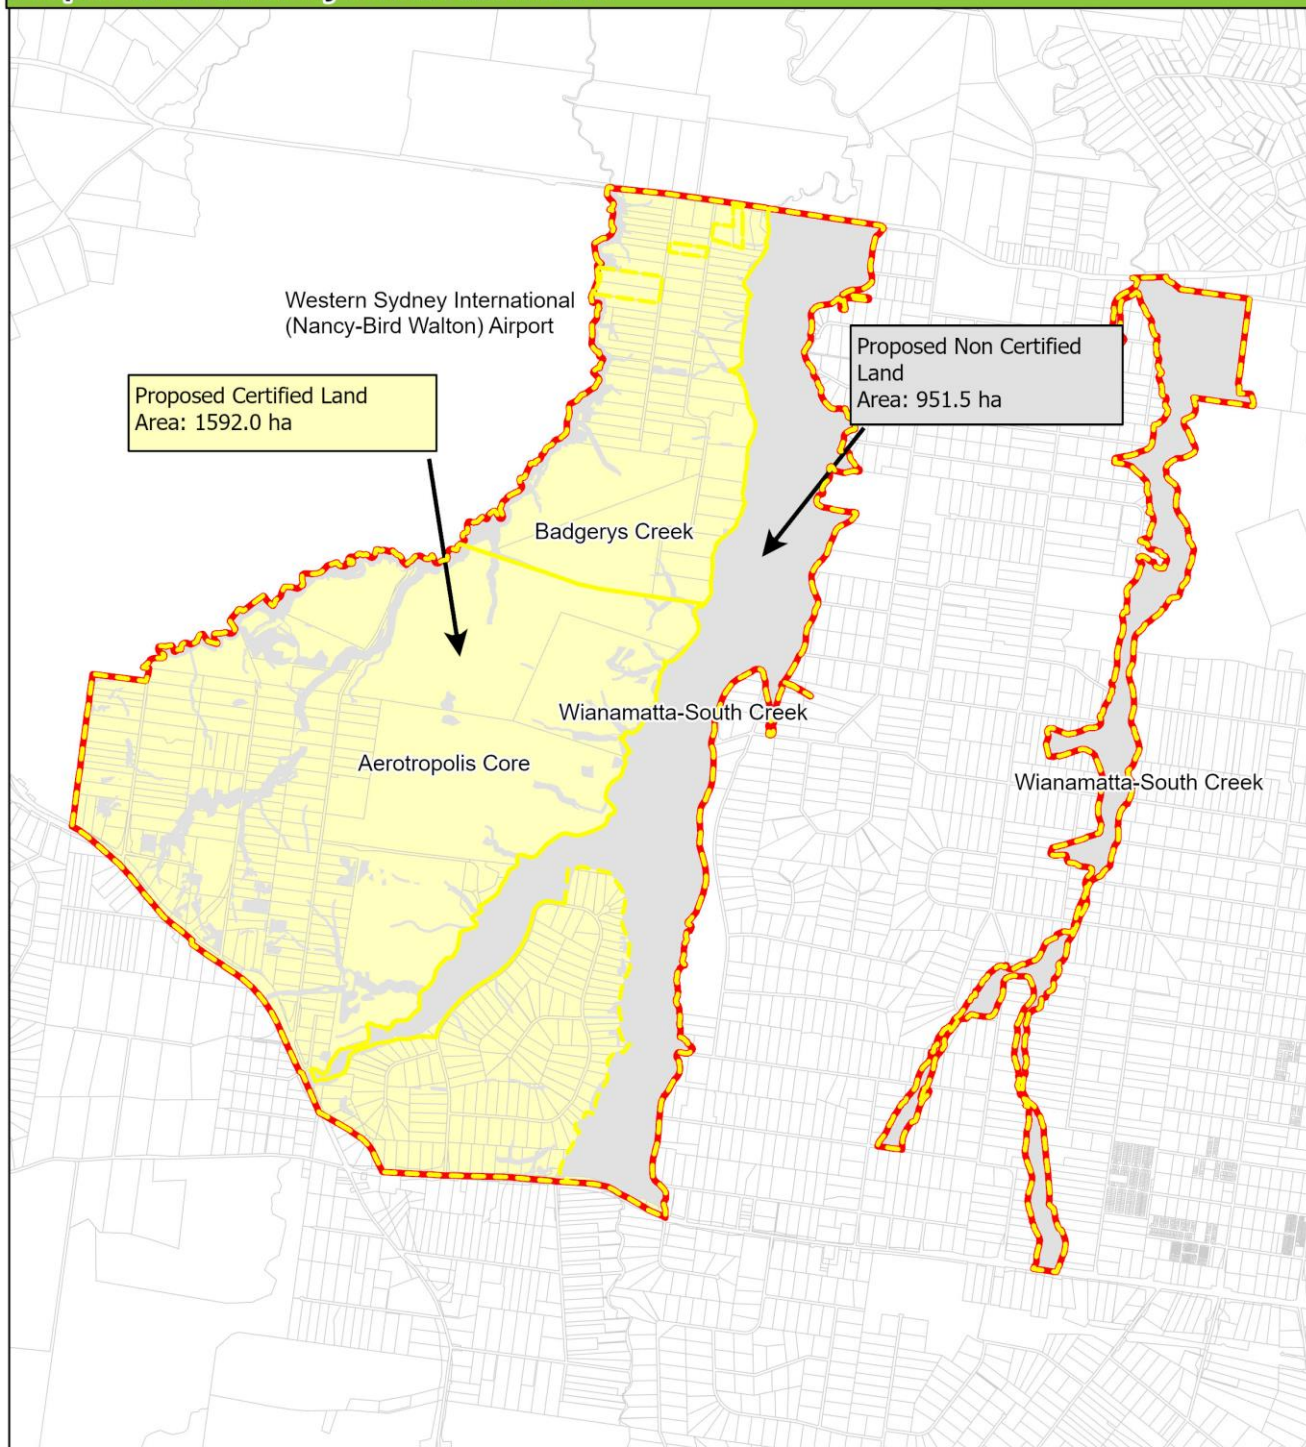 Western Sydney International
(Nancy-Bird Walton) Airport
Proposed Certified Land
Area: 1592.0 ha
Proposed Non Certified
Land
Area: 951.5 ha
Badgerys Creek
Wianamatta-South Creek
Aerotropolis Core
Wianamatta-South Creek